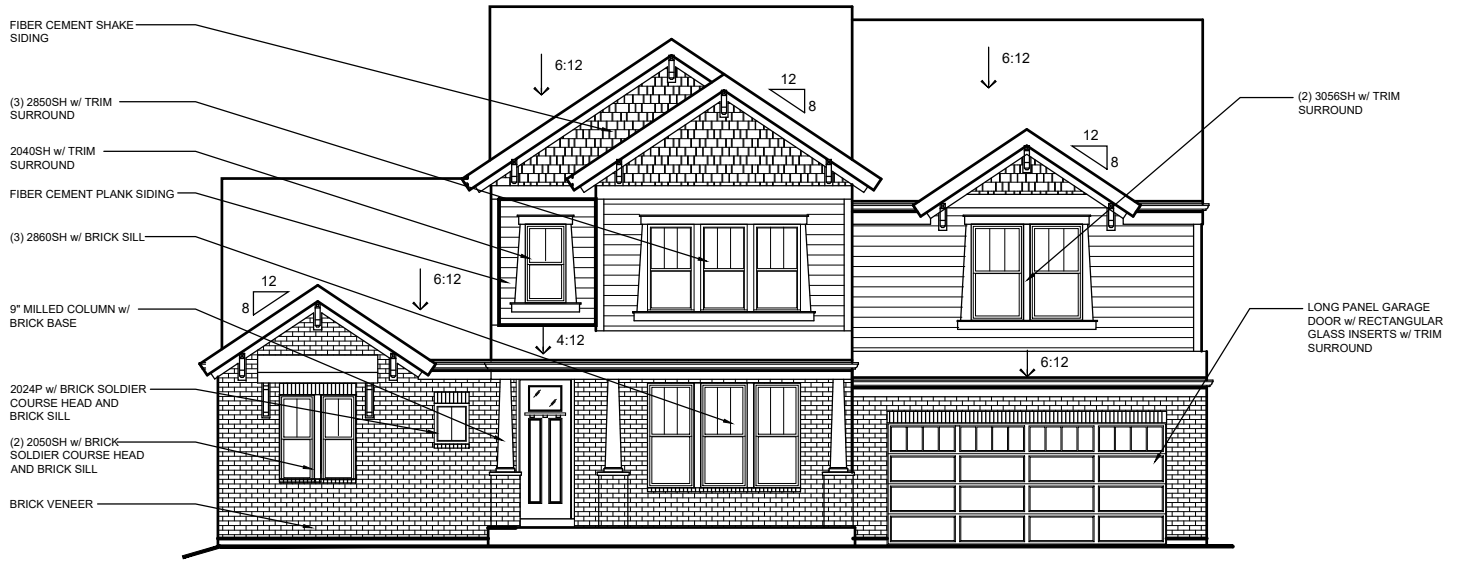 FIBER CEMENT SHAKE
SIDING
(3) 2850SH w/ TRIM
SURROUND
2040SH w/ TRIM
SURROUND
FIBER CEMENT PLANK SIDING
(3) 2860SH w/ BRICK SILL
9" MILLED COLUMN w/
BRICK BASE
2024P w/ BRICK SOLDIER
COURSE HEAD AND
BRICK SILL
(2) 2050SH w/ BRICK
SOLDIER COURSE HEAD
AND BRICK SILL
BRICK VENEER
12
8
6:12
6:12
12
8
4:12
6:12
12
8
6:12
(2) 3056SH w/ TRIM
SURROUND
LONG PANEL GARAGE
DOOR w/ RECTANGULAR
GLASS INSERTS w/ TRIM
SURROUND